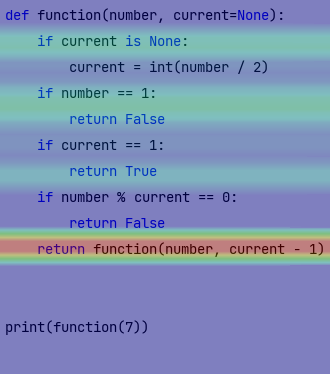 def function(number, current=None):
    if current is None:
        current = int(number / 2)
    if number == 1:
        return False
    if current == 1:
        return True
    if number % current == 0:
        return False
    return function(number, current - 1)
print(function(7))